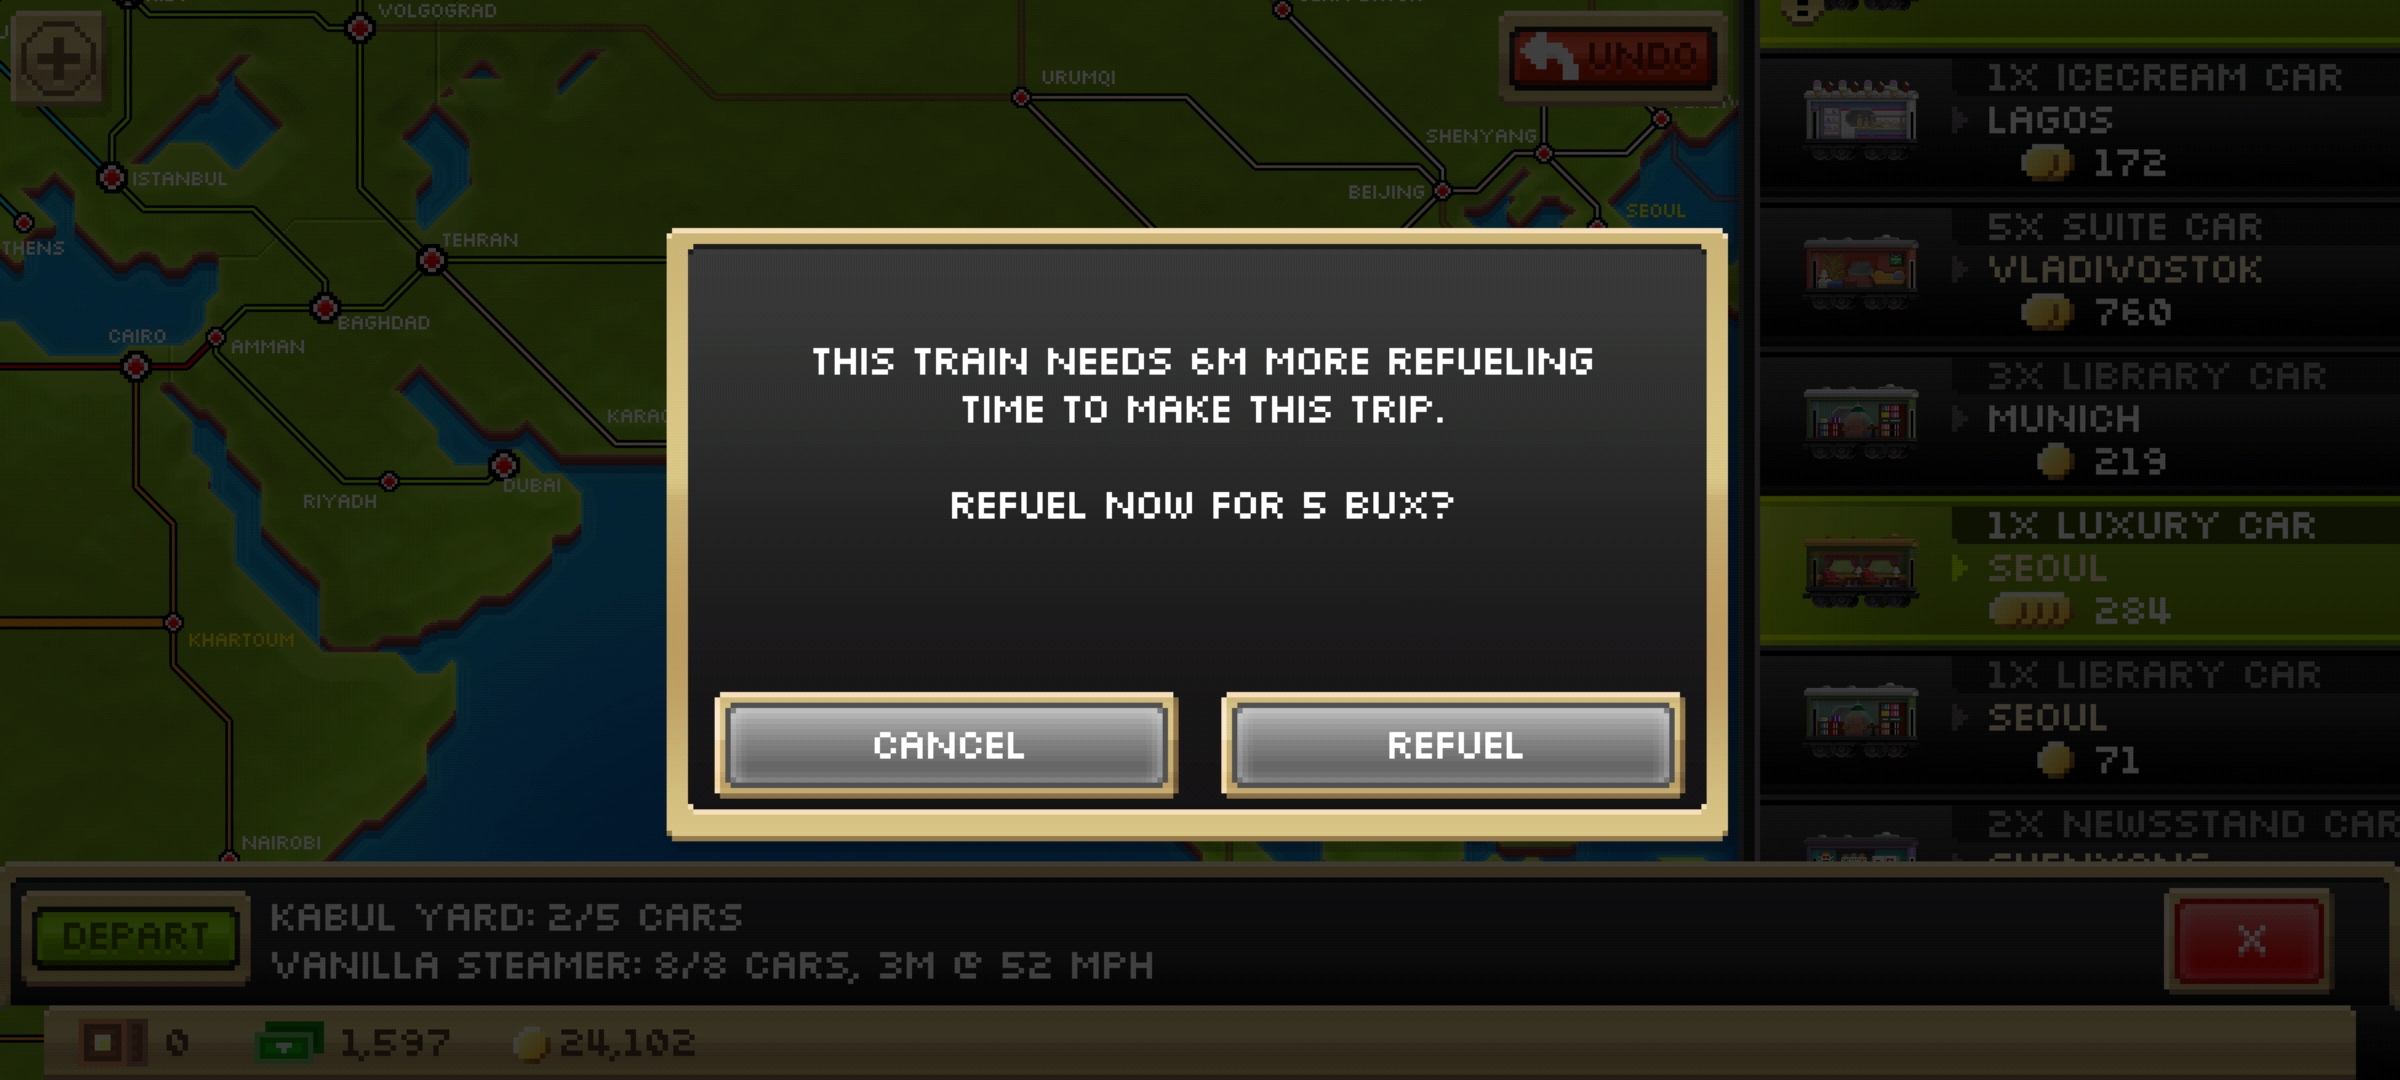 VOLGOGRAD
URUMQI
UNDO
SHENYANG
BEIJING
SEOUL
ISTANBUL
THENS
TEHRAN
BAGHDAD
CAIRO
AMMAN
KARAC
RIYADH
DUBAI
KHARTOUM
NAIROBI
THIS TRAIN NEEDS 6M MORE REFUELING
TIME TO MAKE THIS TRIP.
REFUEL NOW FOR 5 BUX?
CANCEL
REFUEL
1X ICECREAM CAR
LAGOS
172
5X SUITE CAR
VLADIVOSTOK
760
3X LIBRARY CAR
MUNICH
219
1X LUXURY CAR
SEOUL
284
1X LIBRARY CAR
SEOUL
71
2X NEWSSTAND CAR
DEPART
KABUL YARD: 2/5 CARS
VANILLA STEAMER: 8/8 CARS, 3M @ 52 MPH
X
0
1,597
24,102